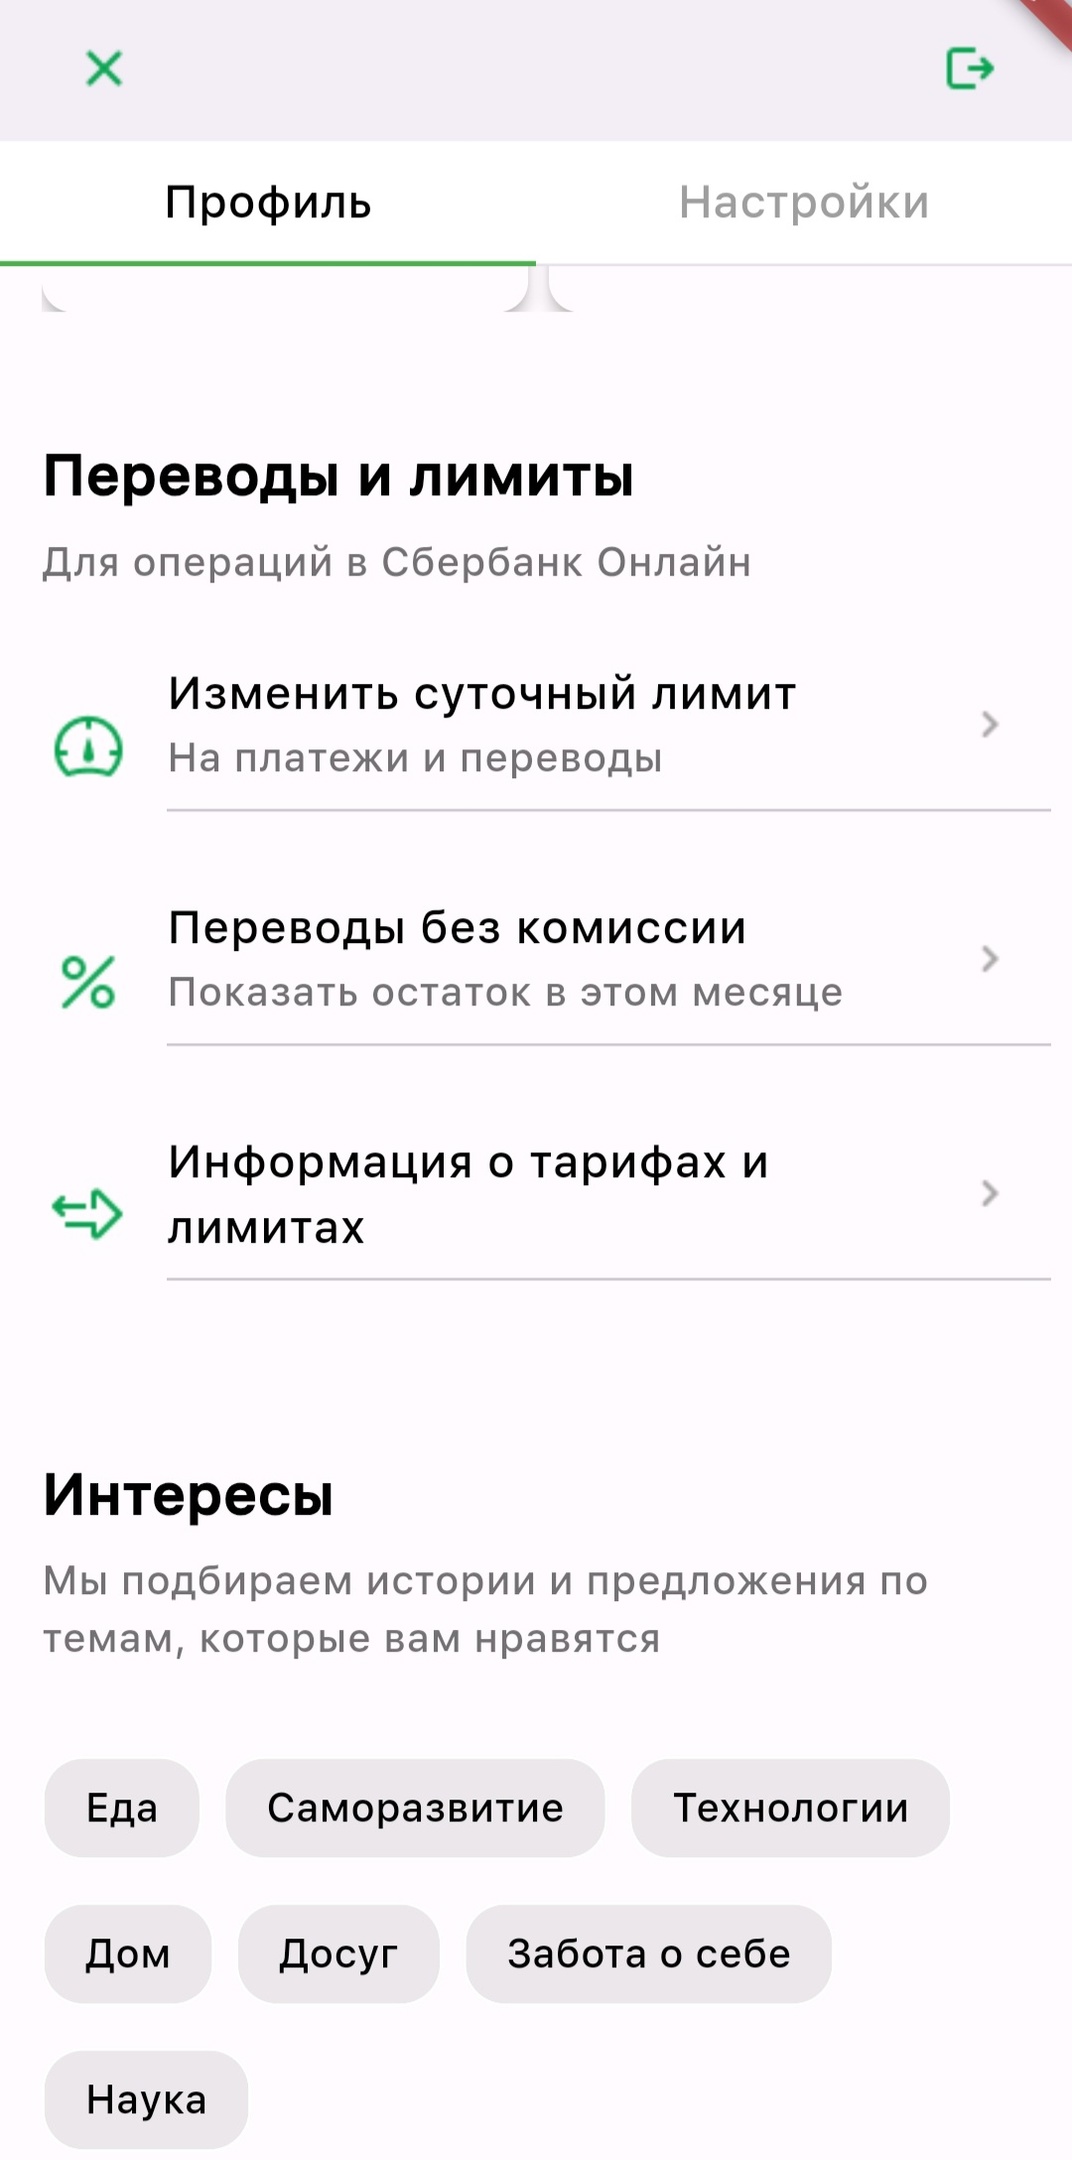 Профиль
Настройки
Переводы и лимиты
Для операций в Сбербанк Онлайн
Изменить суточный лимит
На платежи и переводы
Переводы без комиссии
Показать остаток в этом месяце
Информация о тарифах и
лимитах
Интересы
Мы подбираем истории и предложения по
темам, которые вам нравятся
Еда
Саморазвитие
Технологии
Дом
Досуг
Забота о себе
Наука